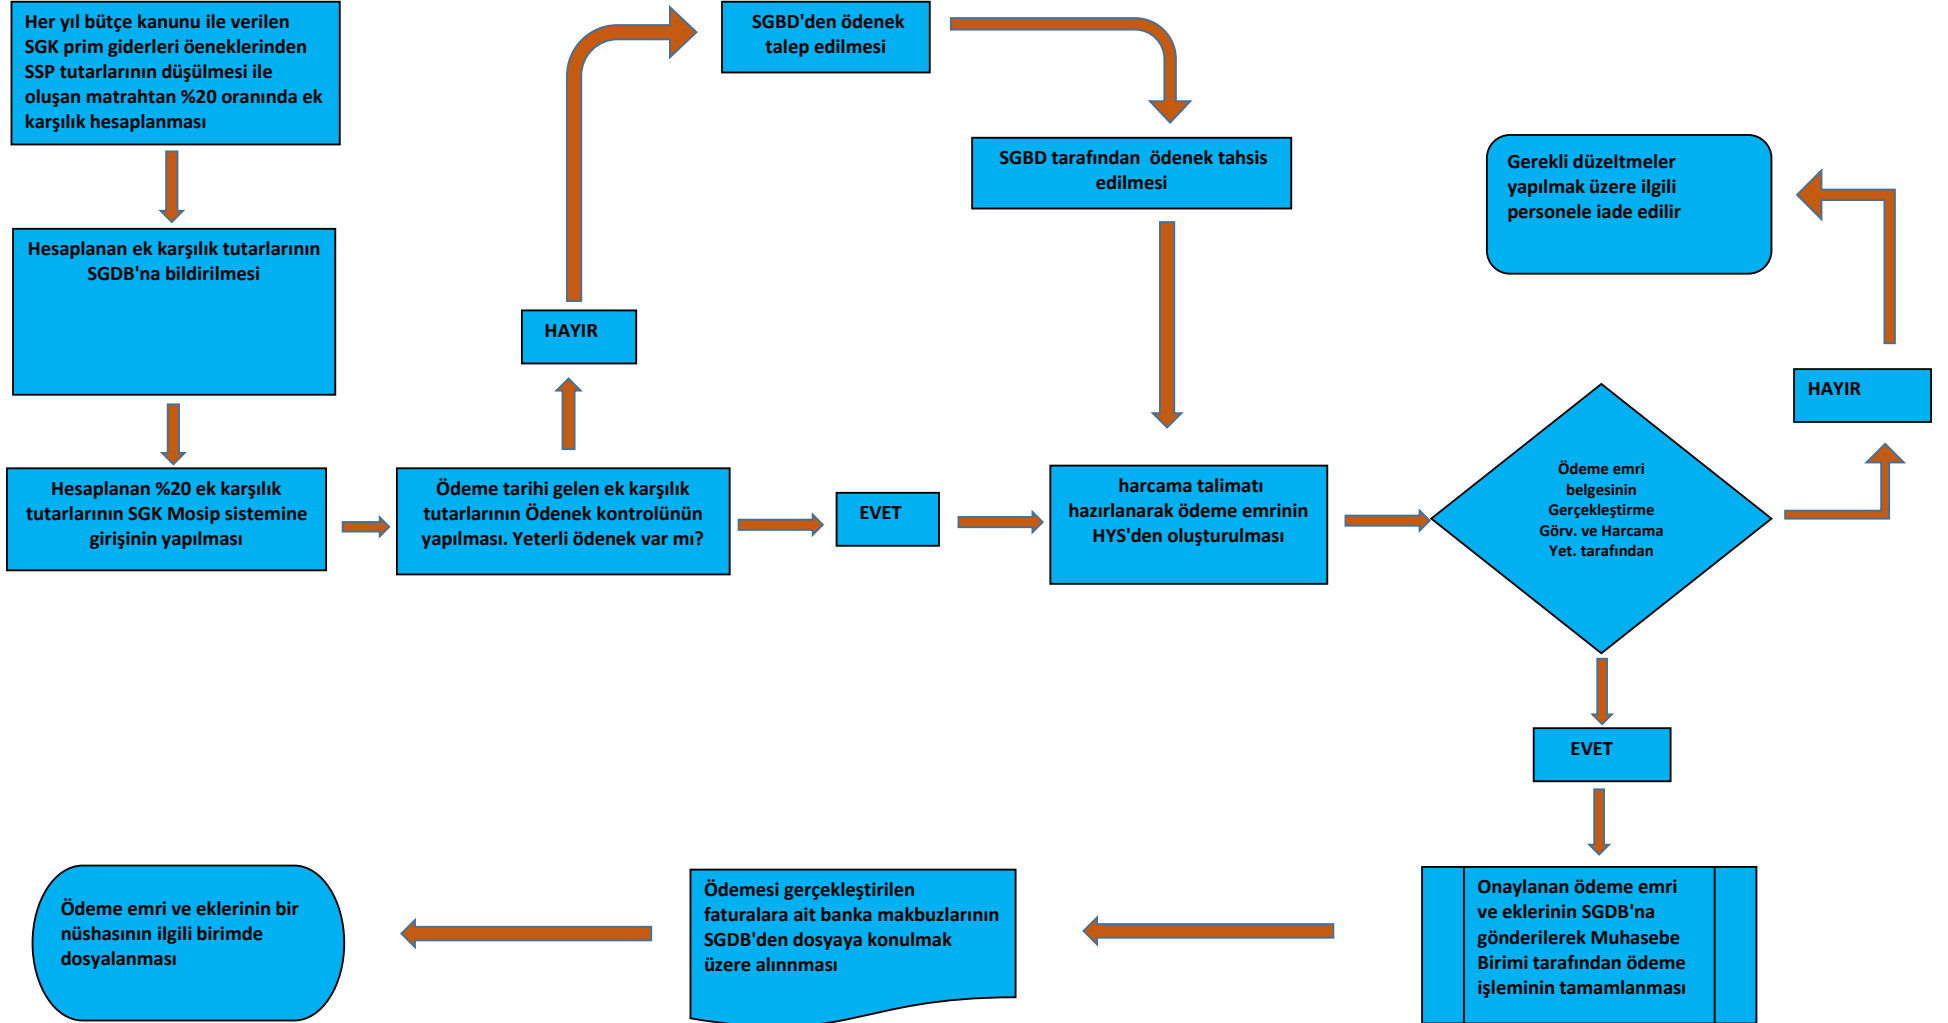 Her yıl bütçe kanunu ile verilen
SGK prim giderleri öeneklerinden
SSP tutarlarının düşülmesi ile
oluşan matrahtan %20 oranında ek
karşılık hesaplanması
Hesaplanan ek karşılık tutarlarının
SGDB'na bildirilmesi
Hesaplanan %20 ek karşılık
tutarlarının SGK Mosip sistemine
girişinin yapılması
Ödeme tarihi gelen ek karşılık
tutarlarının Ödenek kontrolünün
yapılması. Yeterli ödenek var mı?
HAYIR
SGBD'den ödenek
talep edilmesi
SGBD tarafından  ödenek tahsis
edilmesi
EVET
harcama talimatı
hazırlanarak ödeme emrinin
HYS'den oluşturulması
Ödeme emri
belgesinin
Gerçekleştirme
Görv. ve Harcama
Yet. tarafından
HAYIR
Gerekli düzeltmeler
yapılmak üzere ilgili
personele iade edilir
EVET
Onaylanan ödeme emri
ve eklerinin SGDB'na
gönderilerek Muhasebe
Birimi tarafından ödeme
işleminin tamamlanması
Ödemesi gerçekleştirilen
faturalara ait banka makbuzlarının
SGDB'den dosyaya konulmak
üzere alınnması
Ödeme emri ve eklerinin bir
nüshasının ilgili birimde
dosyalanması